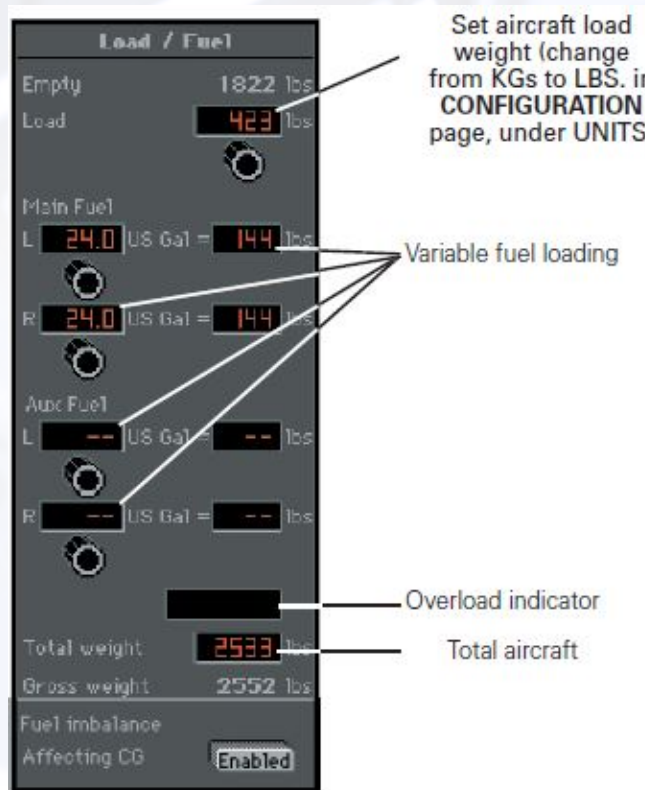 Load / Fuel
Set aircraft load
weight (change
from KGs to LBS. in
CONFIGURATION
page, under UNITS
Empty 1822 lbs
Load 423 lbs
Main Fuel
L 24.0 US Gal = 144 lbs
Variable fuel loading
R 24.0 US Gal = 144 lbs
Aux Fuel
L -- US Gal = -- lbs
R -- US Gal = -- lbs
Overload indicator
Total weight 2533 lbs
Total aircraft
Gross weight 2552 lbs
Fuel imbalance
Affecting CG Enabled